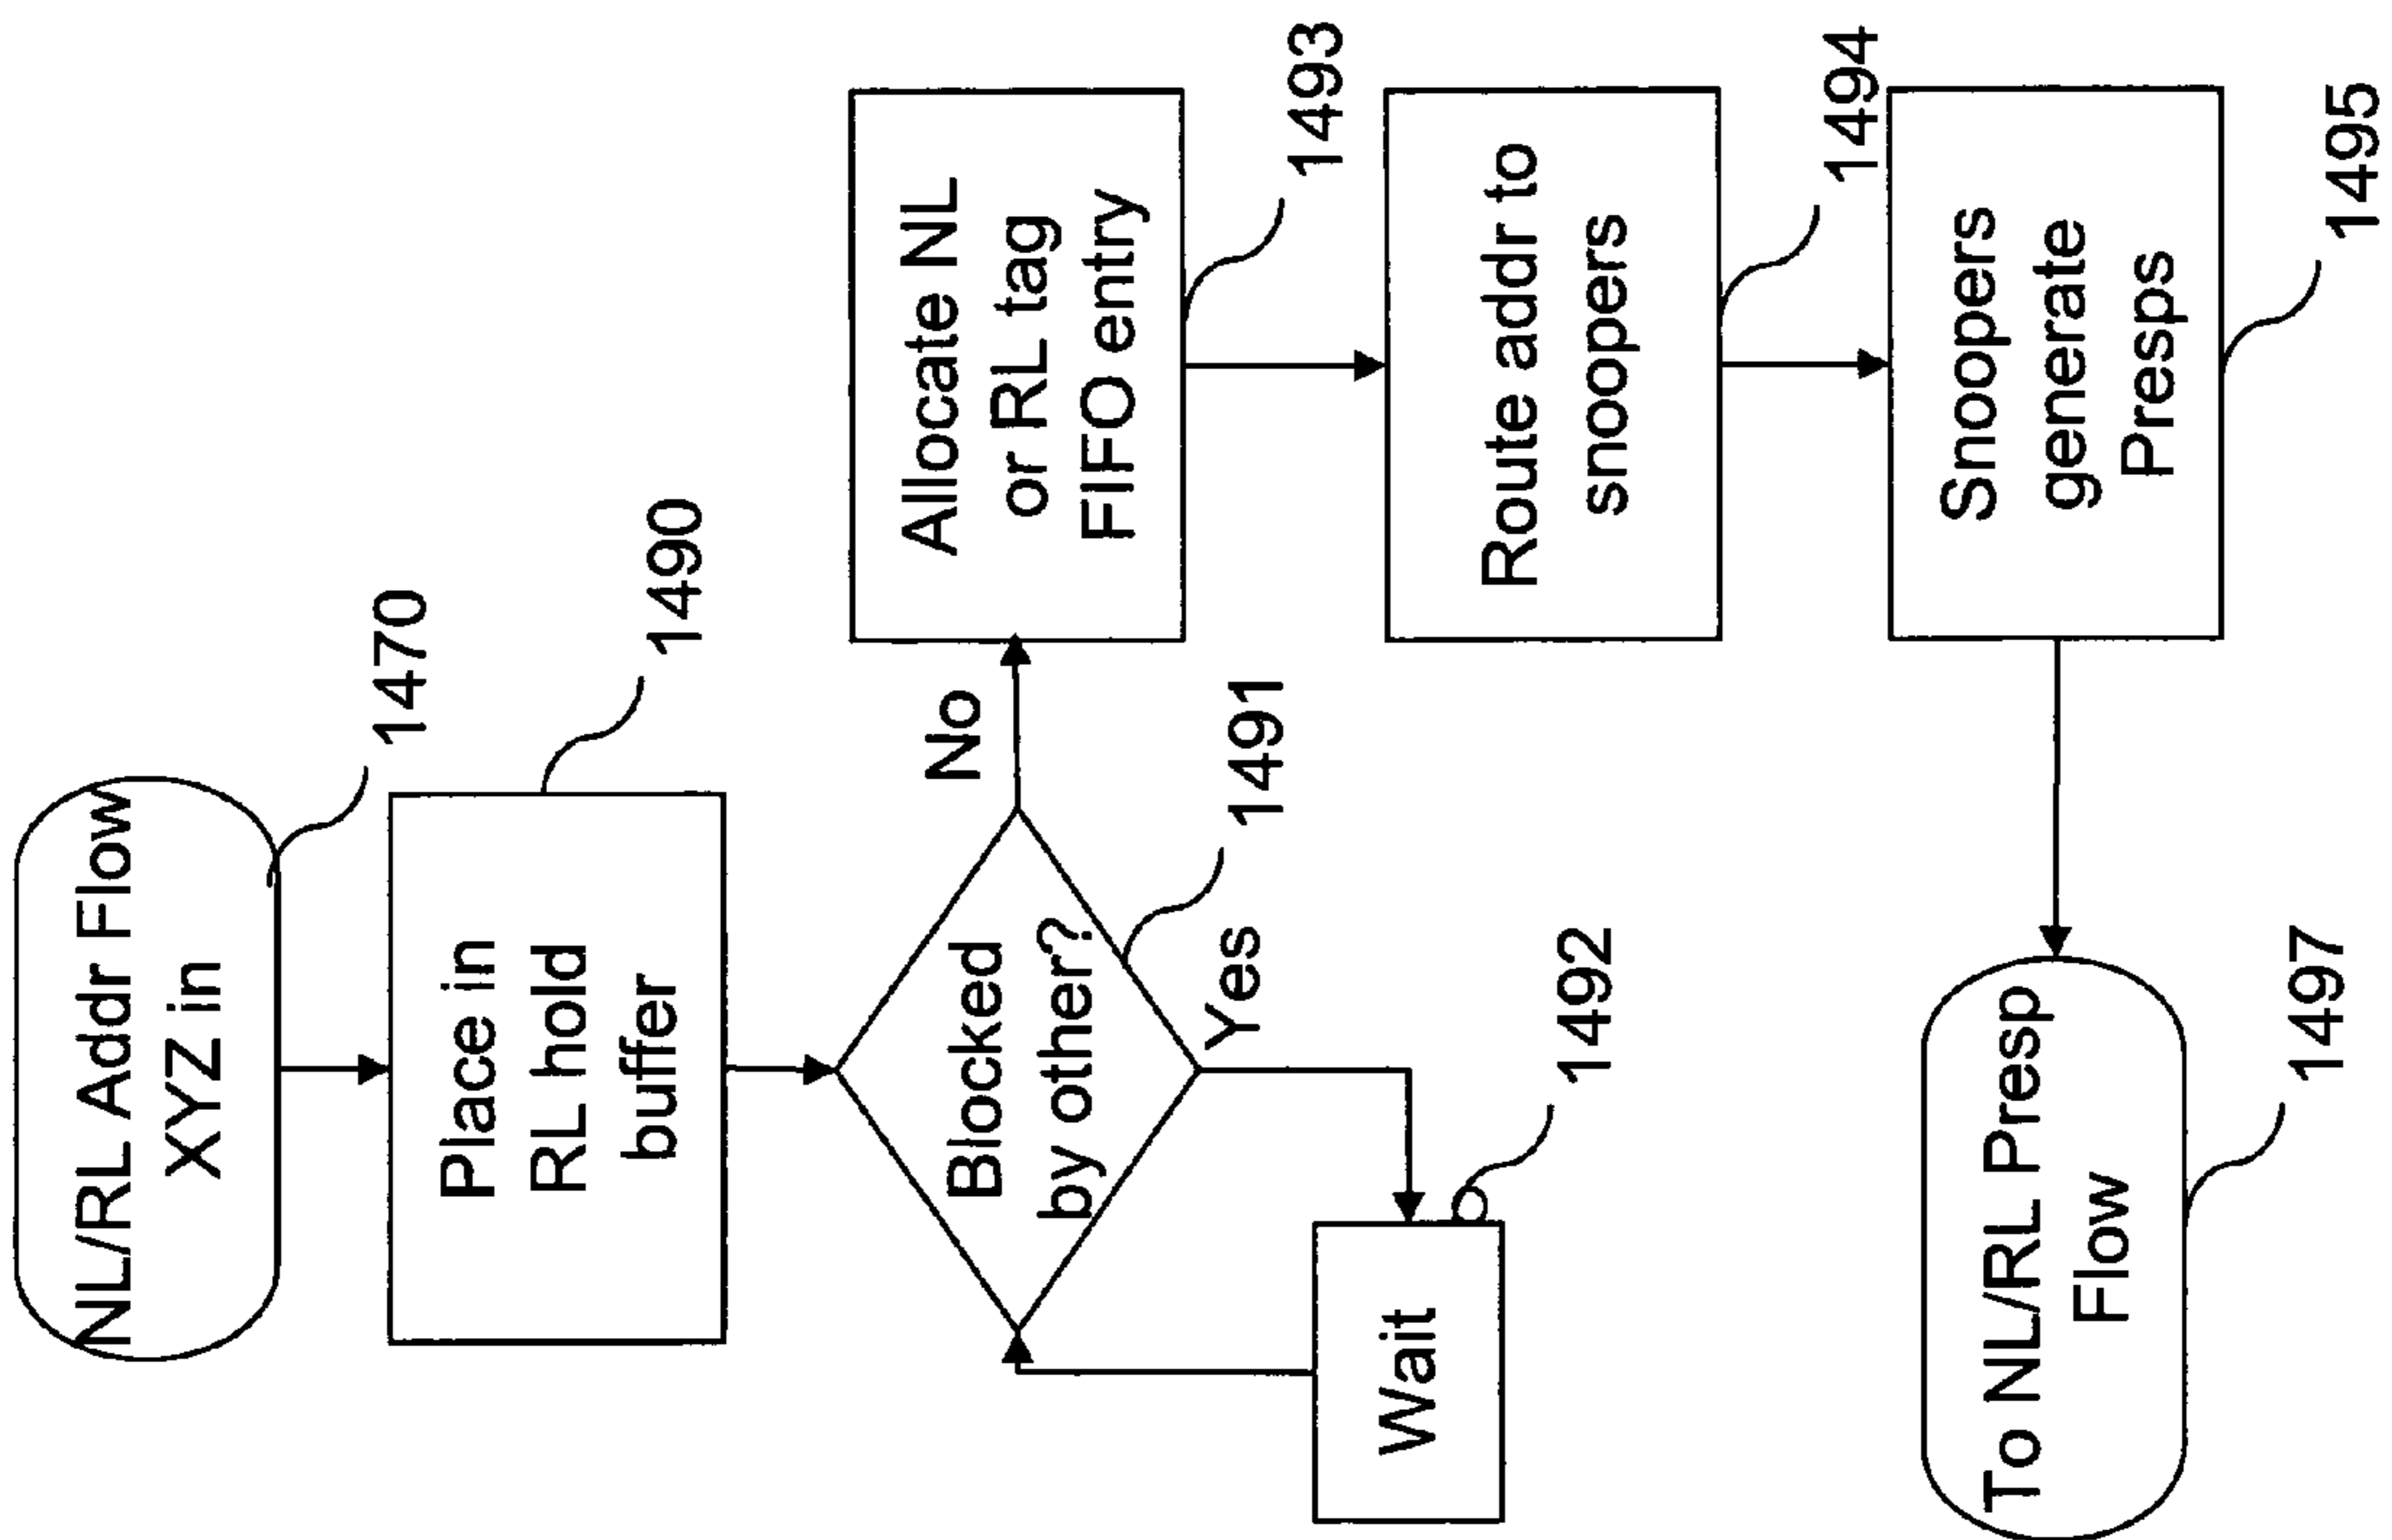 NL/RL Addr Flow
XYZ in
1470
Place in
RL hold
buffer
1490
Blocked
by other?
1491
No
Yes
Wait
1492
Allocate NL
or RL tag
FIFO entry
1493
Route addr to
snoopers
1494
Snoopers
generate
Presps
1495
To NL/RL Presp
Flow
1497